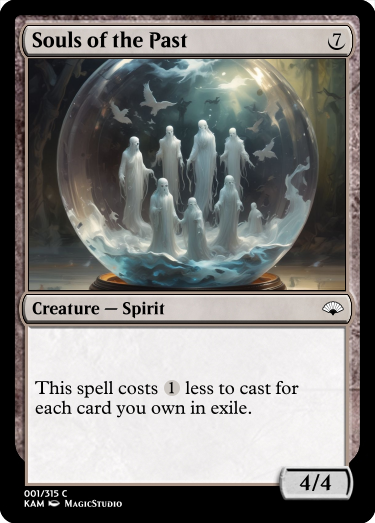 Souls of the Past 7
Creature — Spirit
This spell costs 1 less to cast for
each card you own in exile.
4/4
001/315 C
KAM MagicStudio